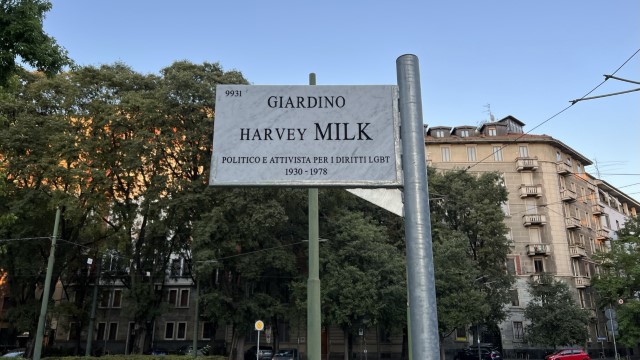 9931
GIARDINO
HARVEY MILK
POLITICO E ATTIVISTA PER I DIRITTI LGBT
1930 - 1978